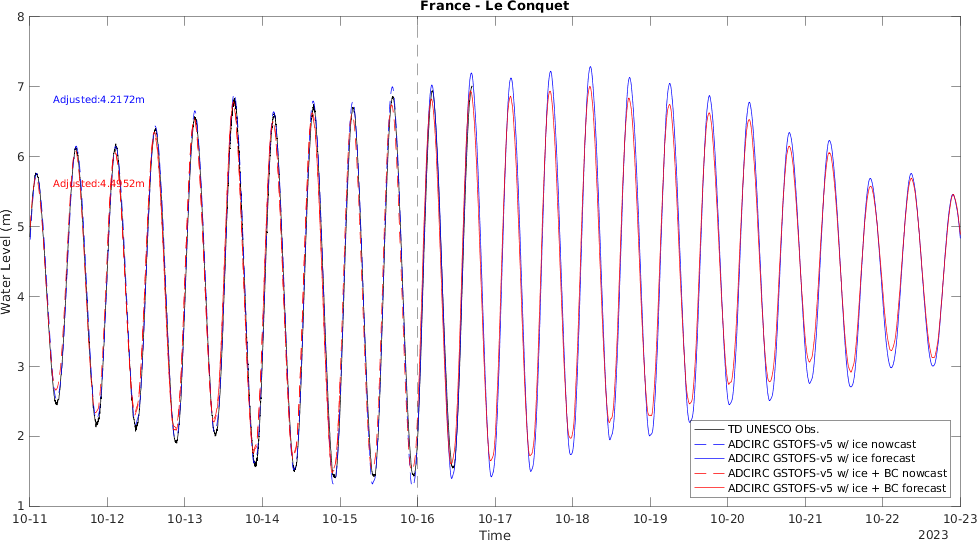 France - Le Conquet
8
7
6
5
4
3
2
1
Water Level (m)
Adjusted:4.2172m
Adjusted:4.4952m
TD UNESCO Obs.
ADCIRC GSTOFS-v5 w/ ice nowcast
ADCIRC GSTOFS-v5 w/ ice forecast
ADCIRC GSTOFS-v5 w/ ice + BC nowcast
ADCIRC GSTOFS-v5 w/ ice + BC forecast
10-11 10-12 10-13 10-14 10-15 10-16 10-17 10-18 10-19 10-20 10-21 10-22 10-23
Time
2023